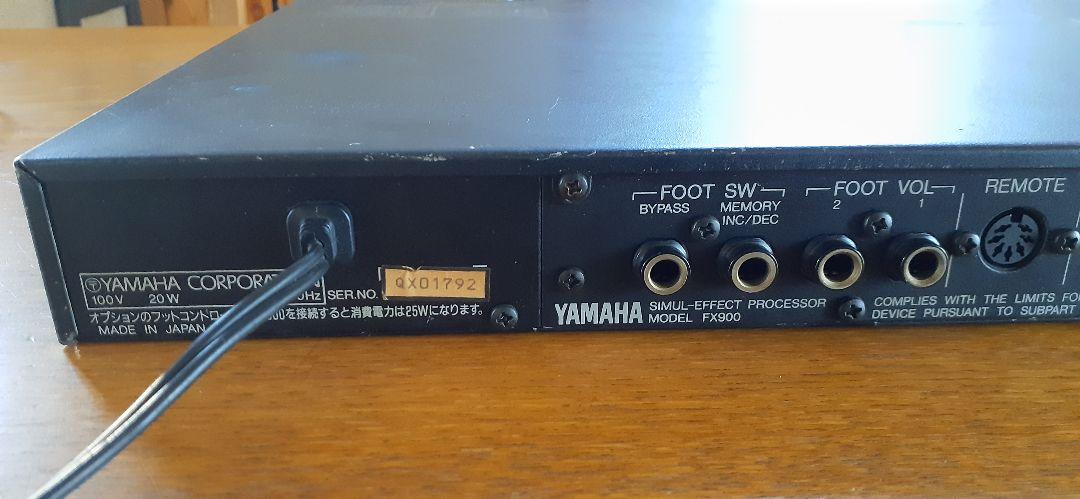 YAMAHA CORPORAT N
100V 20W Hz SER.NO. QX01792
オプションのフットコントロー 00を接続すると消費電力は25Wになります。
MADE IN JAPAN
FOOT SW
BYPASS MEMORY INC/DEC
FOOT VOL
2 1
REMOTE
YAMAHA SIMUL-EFFECT PROCESSOR
MODEL FX900
COMPLIES WITH THE LIMITS FO
DEVICE PURSUANT TO SUBPART